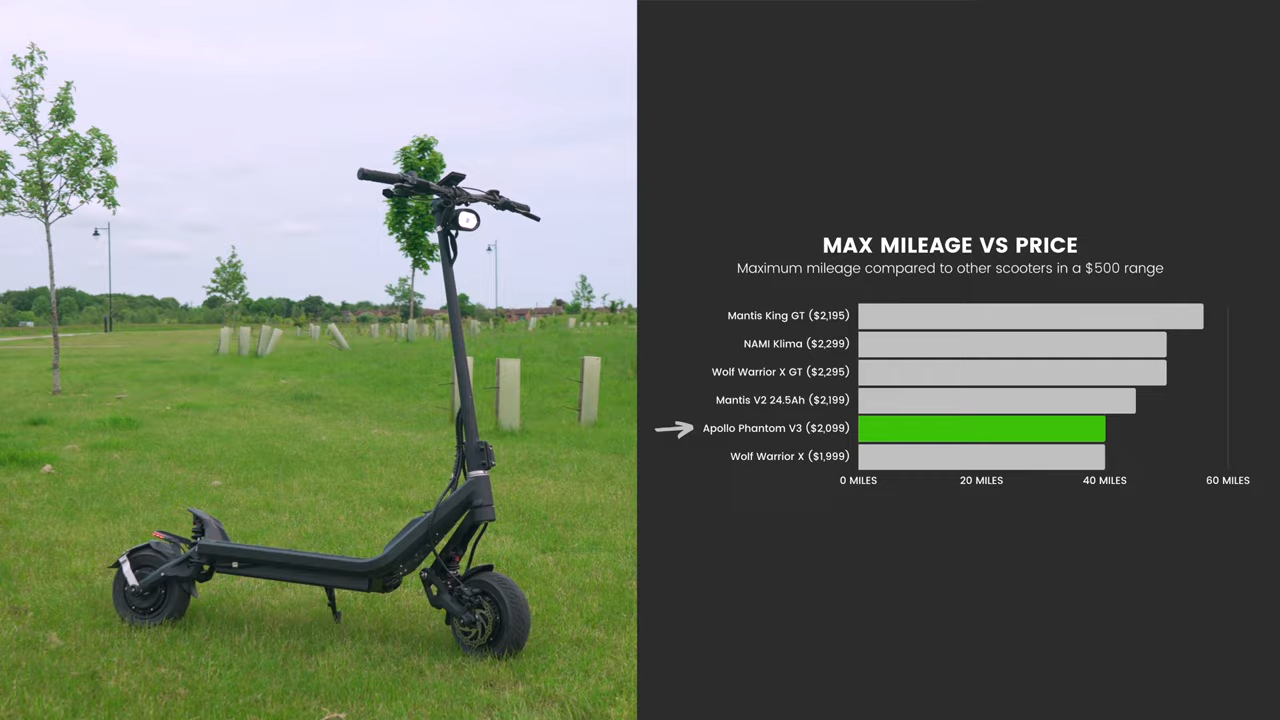 MAX MILEAGE VS PRICE
Maximum mileage compared to other scooters in a $500 range
Mantis King GT ($2,195)
NAMI Klima ($2,299)
Wolf Warrior X GT ($2,295)
Mantis V2 24.5Ah ($2,199)
Apollo Phantom V3 ($2,099)
Wolf Warrior X ($1,999)
0 MILES 20 MILES 40 MILES 60 MILES